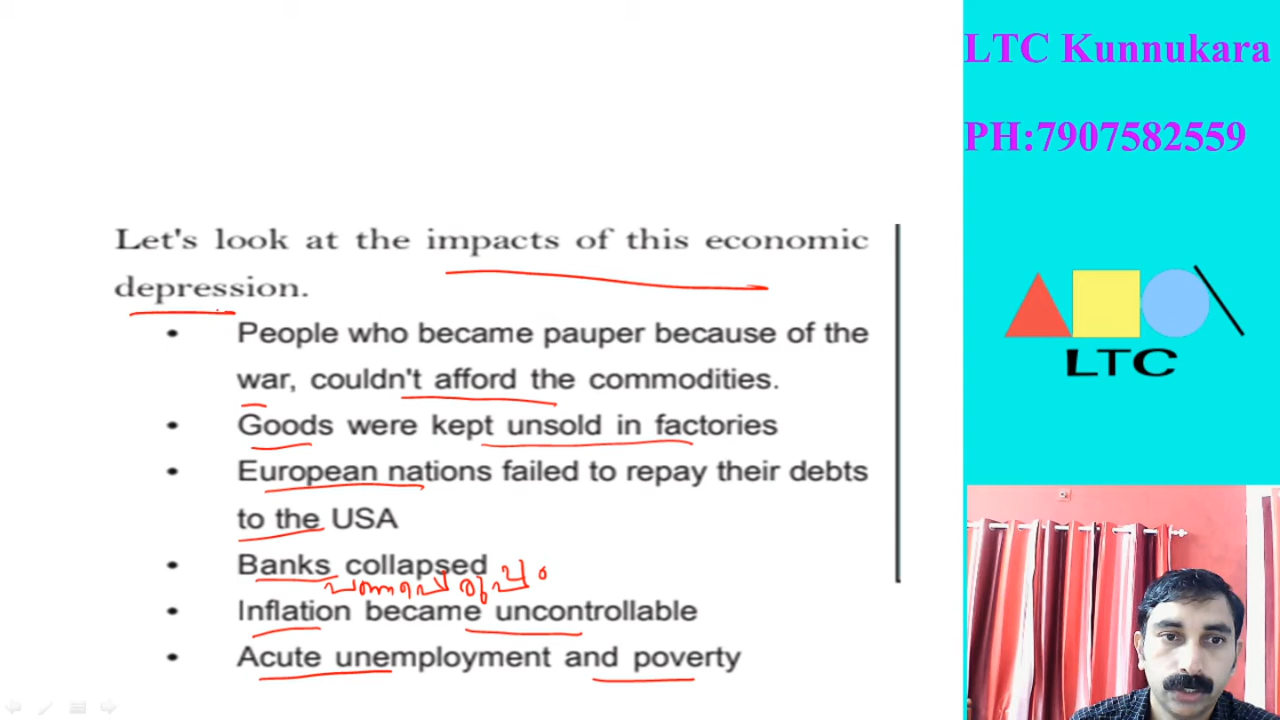 LTC Kunnukara
PH:7907582559
Let's look at the impacts of this economic
depression.
• People who became pauper because of the
war, couldn't afford the commodities.
• Goods were kept unsold in factories
• European nations failed to repay their debts
to the USA
• Banks collapsed
പണപ്പെരുപ്പം
• Inflation became uncontrollable
• Acute unemployment and poverty
LTC